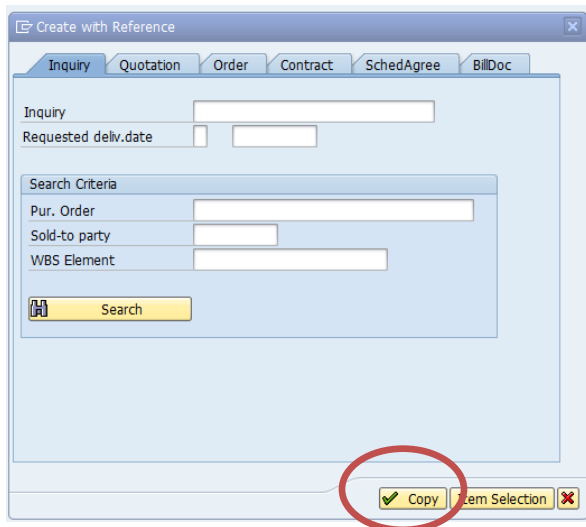 Create with Reference
Inquiry Quotation Order Contract SchedAgree BillDoc
Inquiry
Requested deliv.date
Search Criteria
Pur. Order
Sold-to party
WBS Element
Search
Copy Item Selection